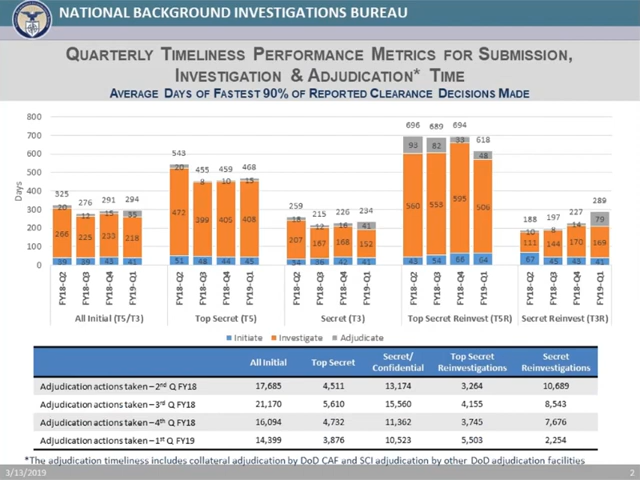 NATIONAL BACKGROUND INVESTIGATIONS BUREAU
QUARTERLY TIMELINESS PERFORMANCE METRICS FOR SUBMISSION,
INVESTIGATION & ADJUDICATION* TIME
AVERAGE DAYS OF FASTEST 90% OF REPORTED CLEARANCE DECISIONS MADE
800
700
600
500
400
300
200
100
0
Days
325 276 291 294
20 12 15 35
266 225 233 218
39 39 43 41
543 455 459 468
20 8 10 15
472 399 405 408
51 48 44 45
259 215 226 234
18 12 16 41
207 167 168 152
34 36 42 41
696 689 694 618
93 82 33 48
560 553 595 506
43 54 66 64
188 197 227 289
10 8 14 79
111 144 170 169
67 45 43 41
FY18-Q2 FY18-Q3 FY18-Q4 FY19-Q1 FY18-Q2 FY18-Q3 FY18-Q4 FY19-Q1 FY18-Q2 FY18-Q3 FY18-Q4 FY19-Q1 FY18-Q2 FY18-Q3 FY18-Q4 FY19-Q1 FY18-Q2 FY18-Q3 FY18-Q4 FY19-Q1
All Initial (T5/T3) Top Secret (T5) Secret (T3) Top Secret Reinvest (T5R) Secret Reinvest (T3R)
Initiate Investigate Adjudicate
All Initial Top Secret Secret/ Confidential Top Secret Reinvestigations Secret Reinvestigations
Adjudication actions taken – 2nd Q FY18 17,685 4,511 13,174 3,264 10,689
Adjudication actions taken – 3rd Q FY18 21,170 5,610 15,560 4,155 8,543
Adjudication actions taken – 4th Q FY18 16,094 4,732 11,362 3,745 7,676
Adjudication actions taken – 1st Q FY19 14,399 3,876 10,523 5,503 2,254
*The adjudication timeliness includes collateral adjudication by DoD CAF and SCI adjudication by other DoD adjudication facilities
3/13/2019 2